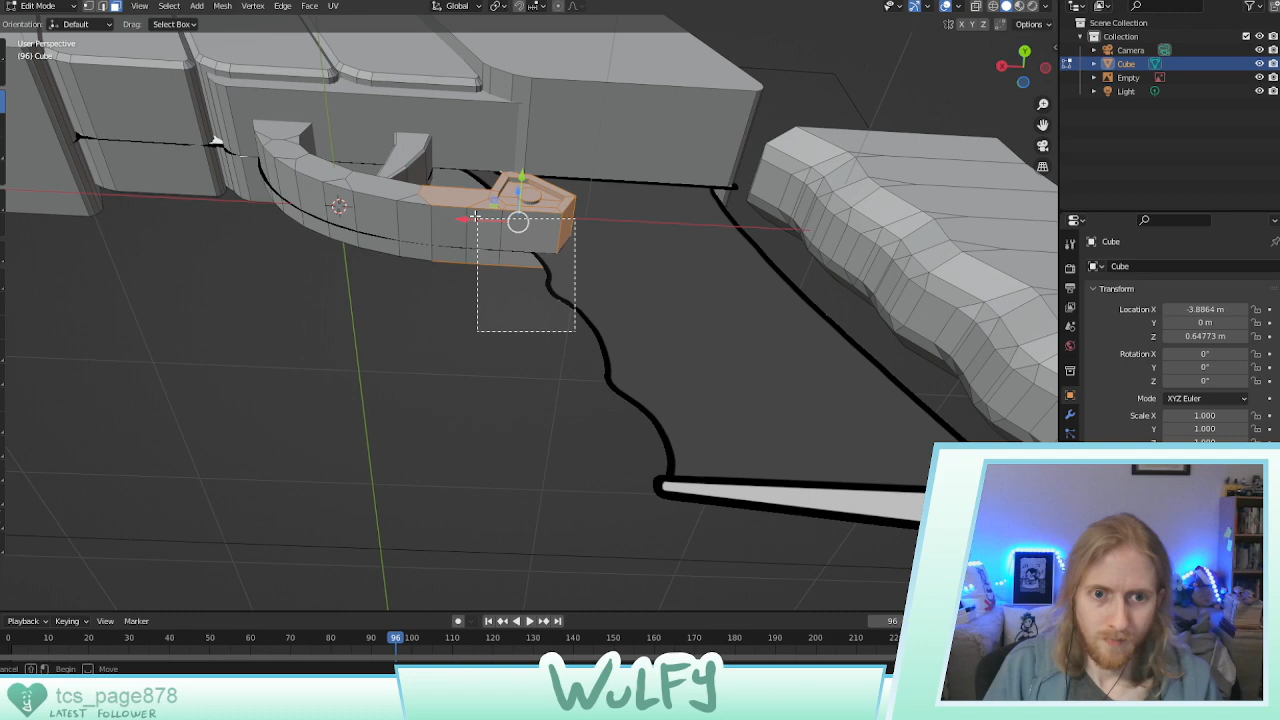 Edit Mode View Select Add Mesh Vertex Edge Face UV Global
Orientation: Default Drag: Select Box X Y Z Options
User Perspective
(96) Cube
Y
X
Scene Collection
Collection
Camera
Cube
Empty
Light
Cube
Cube
Transform
Location X -3.8864 m
Y 0 m
Z 0.64773 m
Rotation X 0°
Y 0°
Z 0°
Mode XYZ Euler
Scale X 1.000
Y 1.000
Playback Keying View Marker 96
0 10 20 30 40 50 60 70 80 90 96 100 110 120 130 140 150 160 170 180 190 200 210
Begin Move
tcs_page878
LATEST FOLLOWER
WULFY